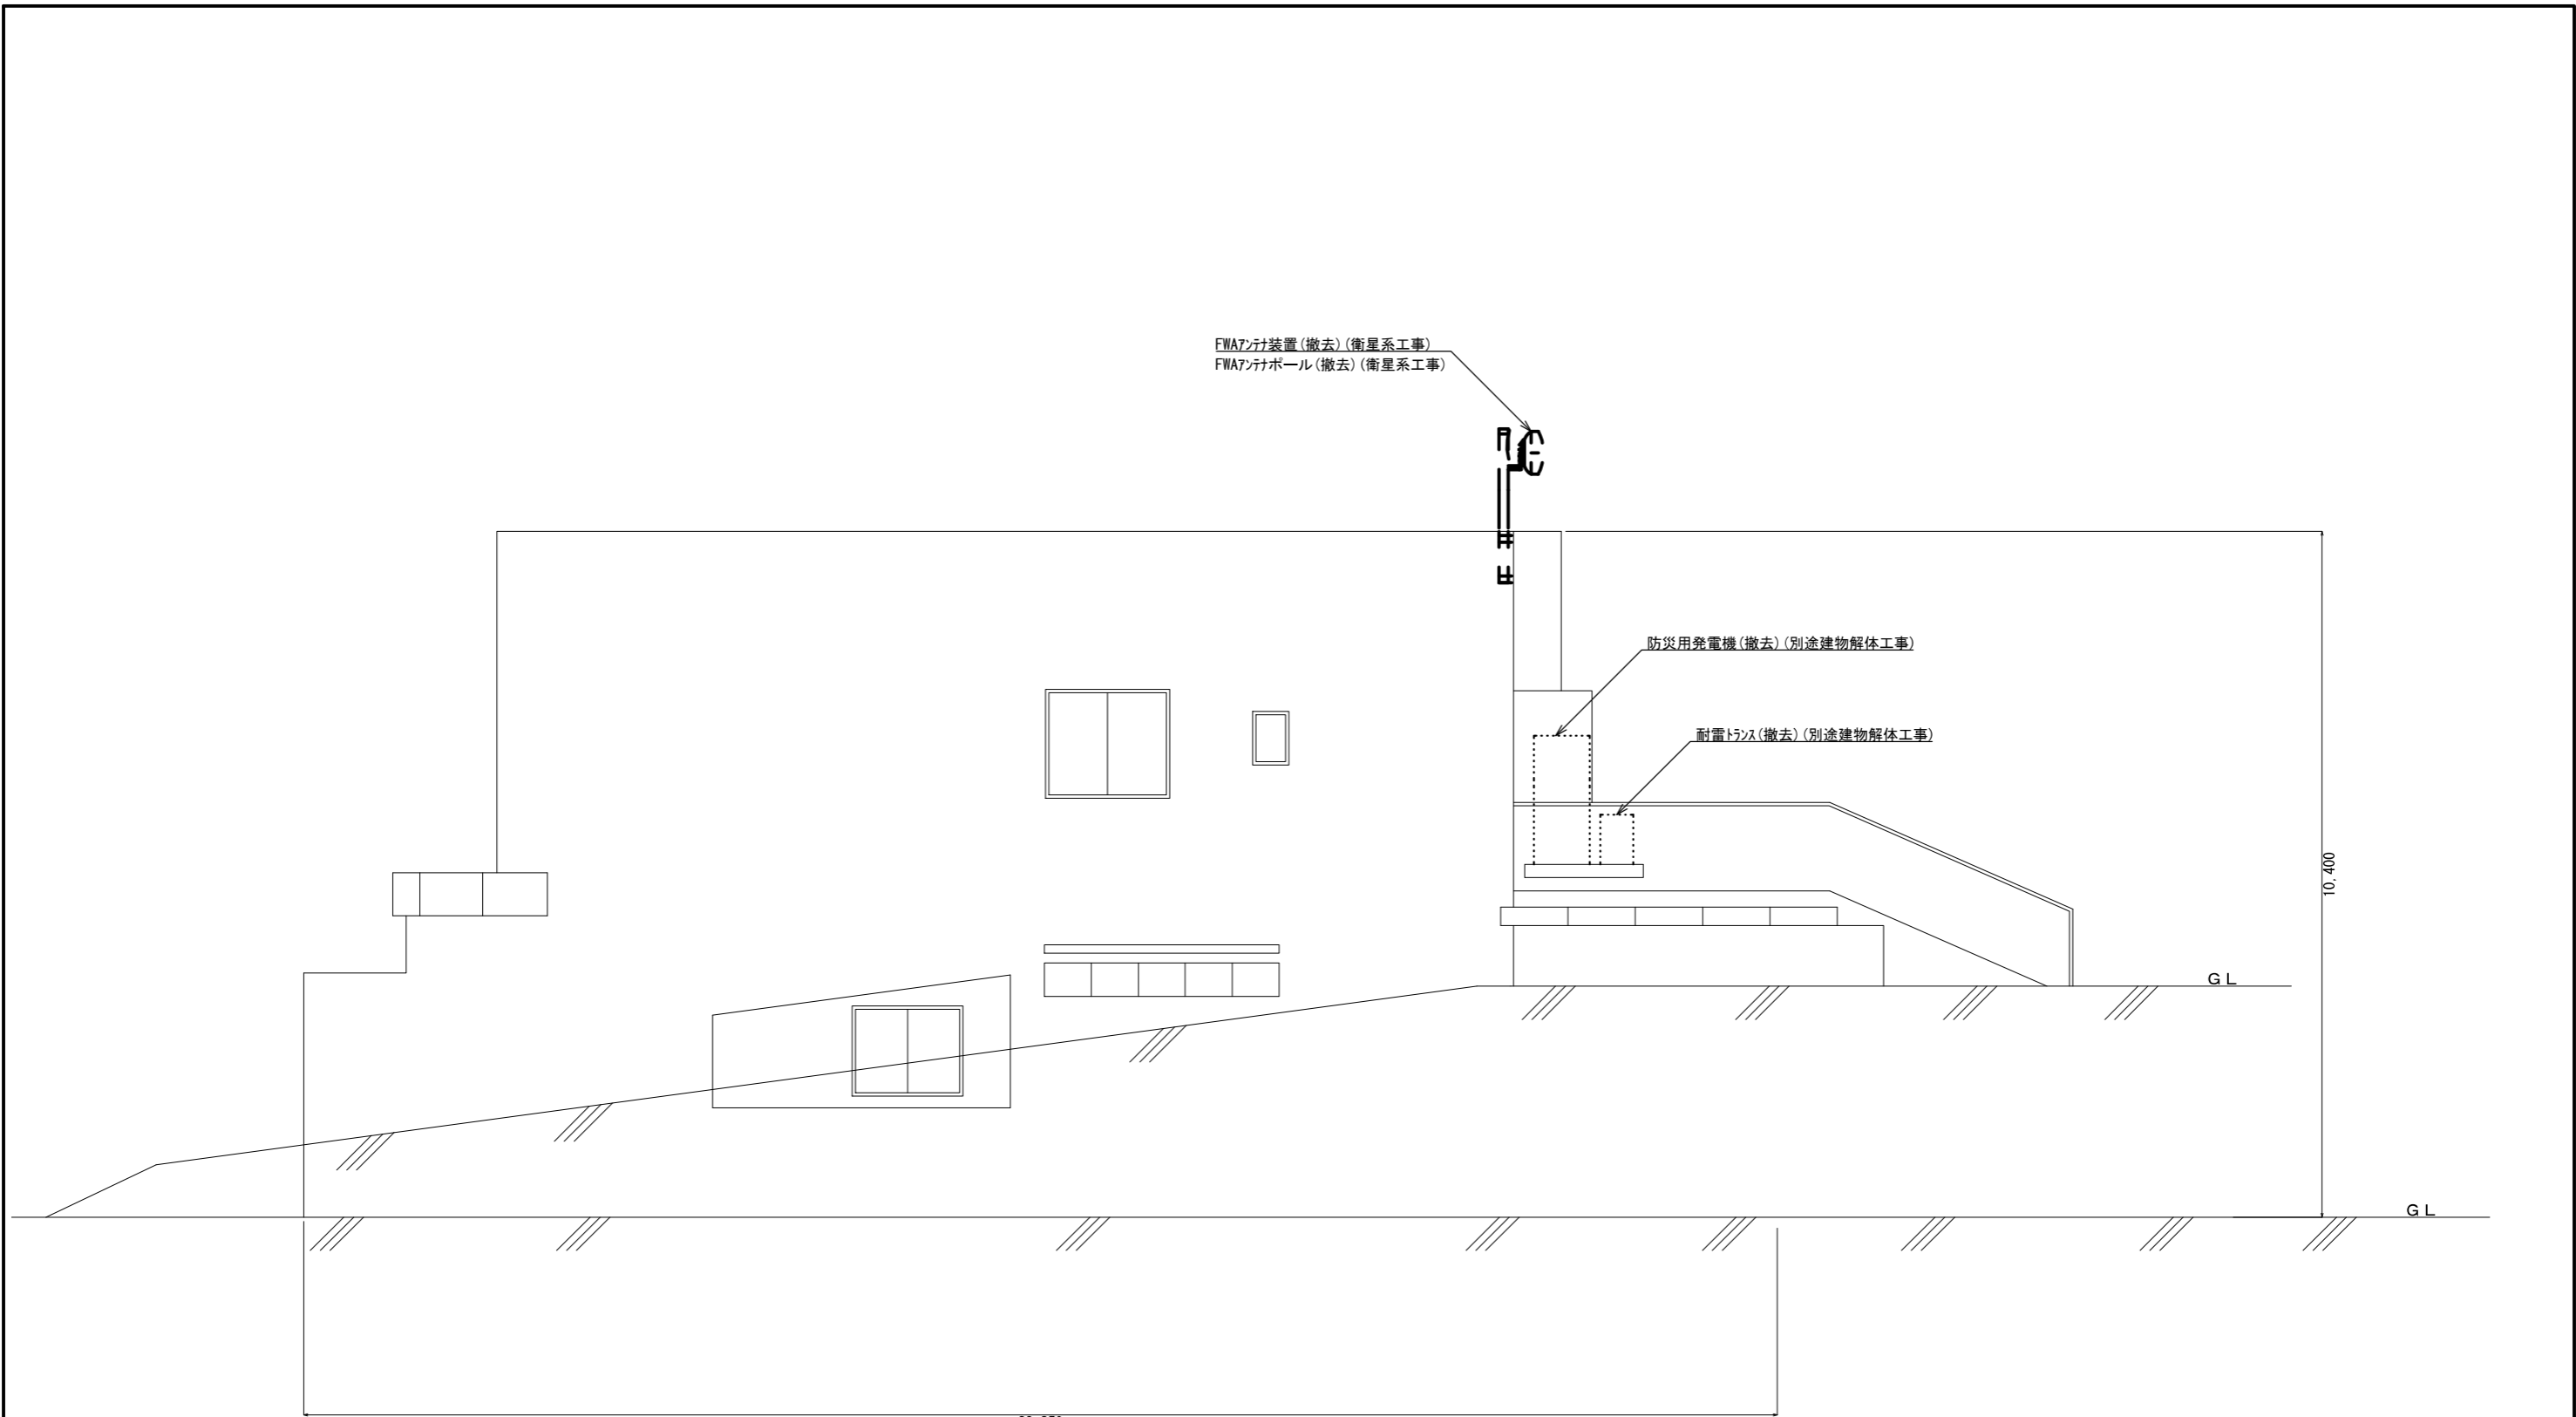 FWAｱﾝﾃﾅ装置(撤去)(衛星系工事)
FWAｱﾝﾃﾅポール(撤去)(衛星系工事)
防災用発電機(撤去)(別途建物解体工事)
耐雷ﾄﾗﾝｽ(撤去)(別途建物解体工事)
10,400
ＧＬ
ＧＬ